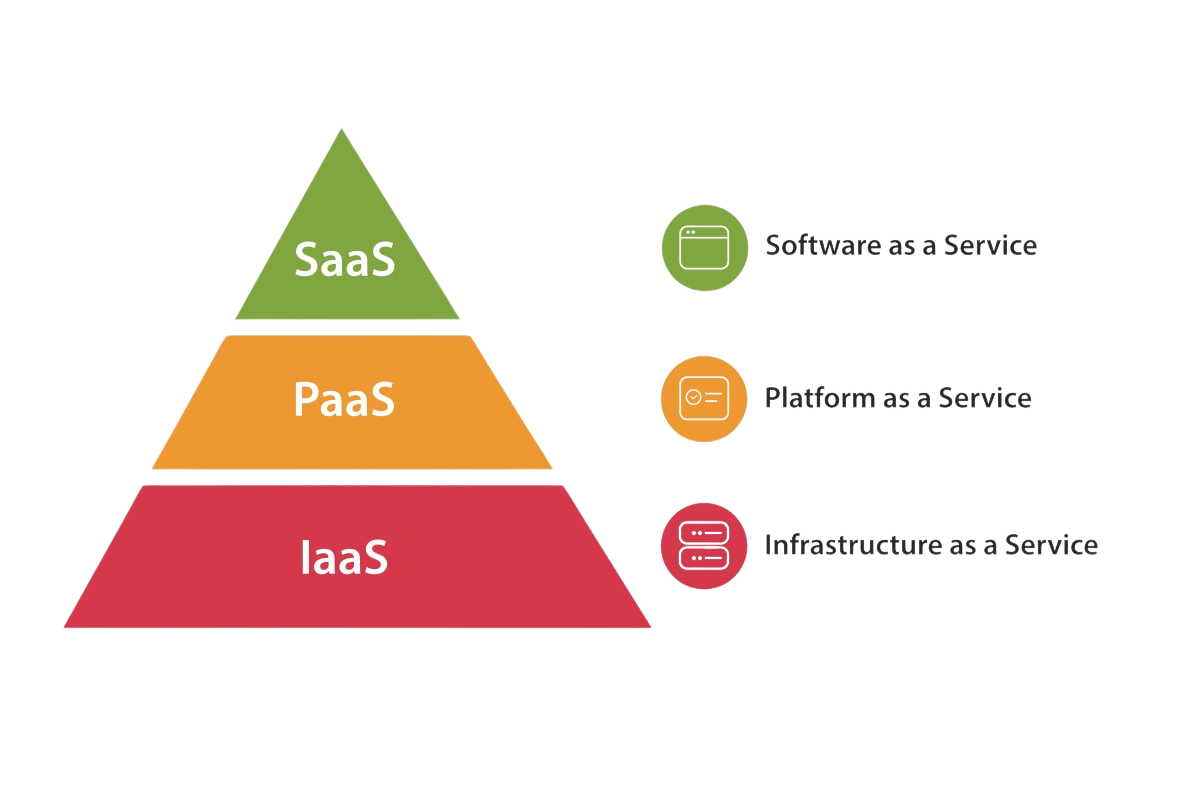 SaaS
Software as a Service
PaaS
Platform as a Service
IaaS
Infrastructure as a Service